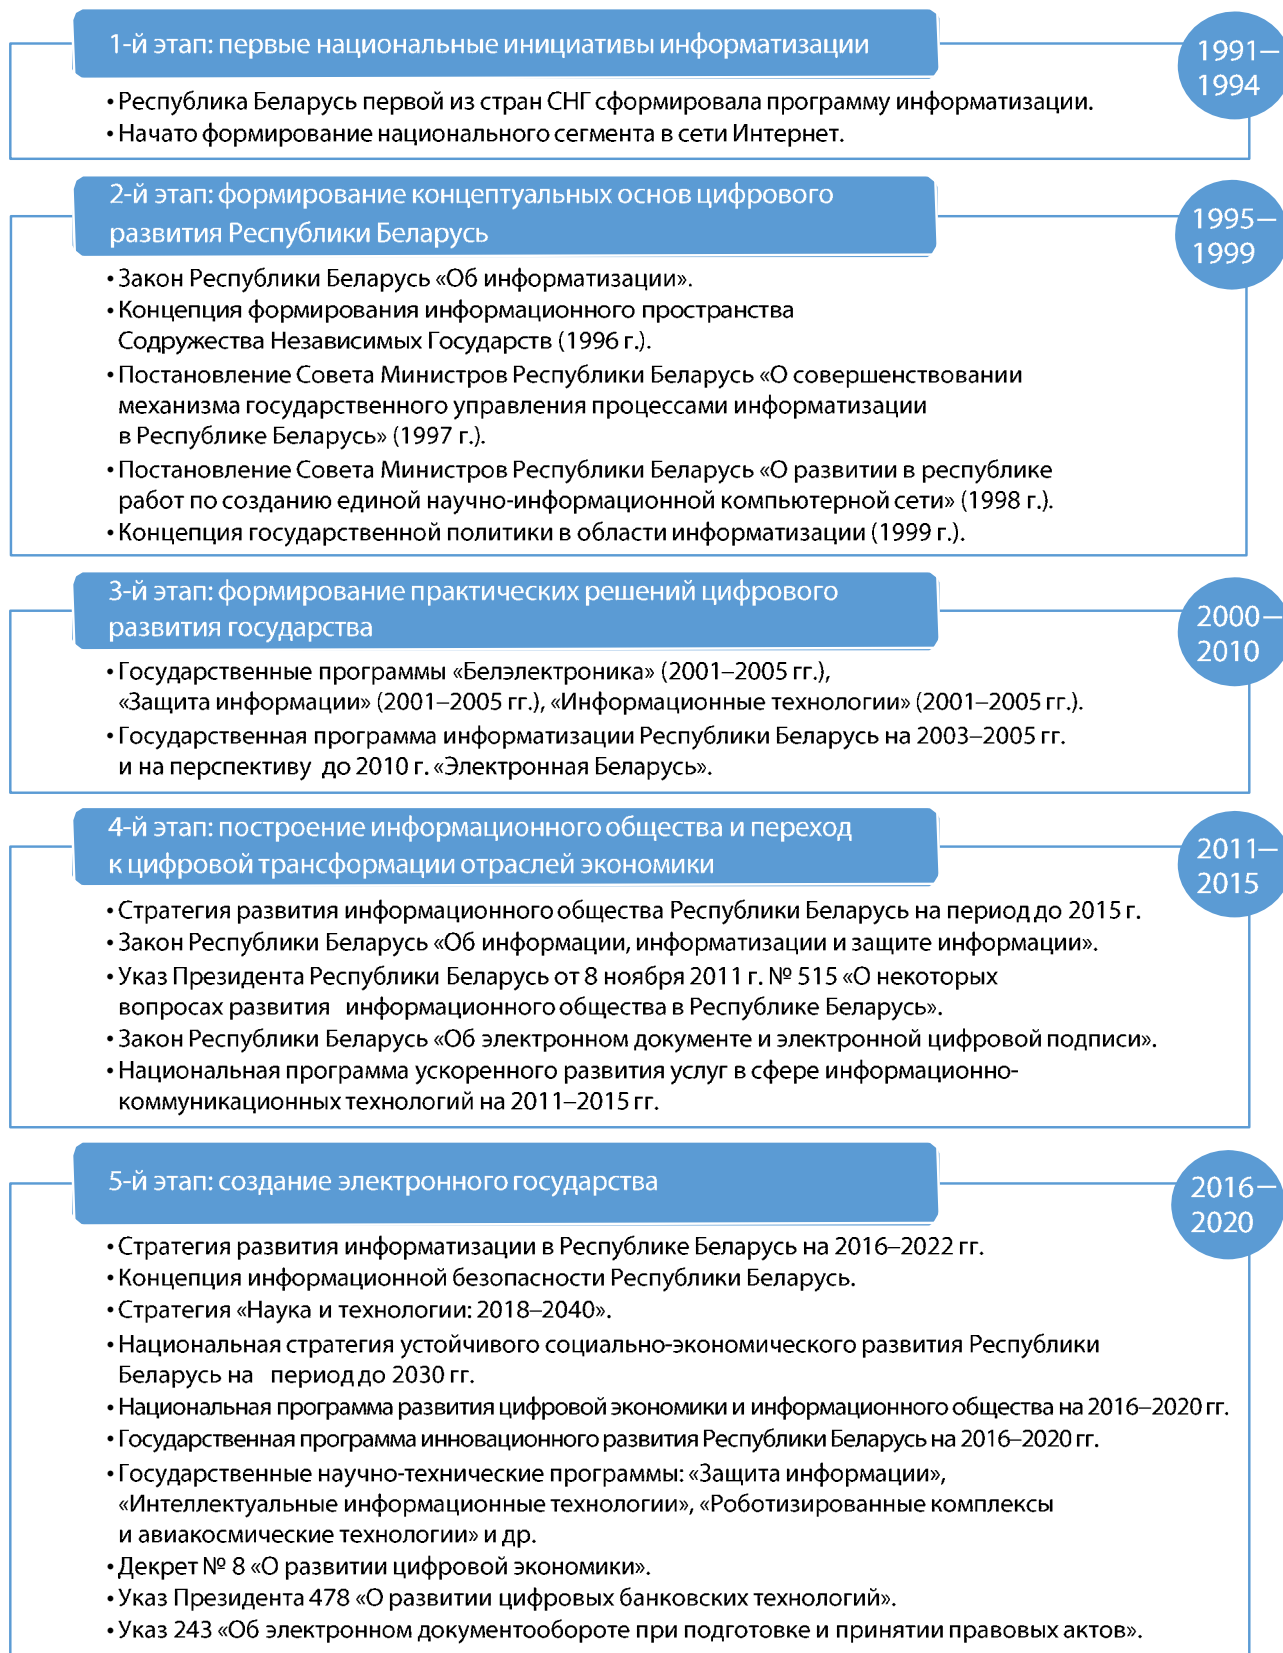 1-й этап: первые национальные инициативы информатизации
1991–
1994
• Республика Беларусь первой из стран СНГ сформировала программу информатизации.
• Начато формирование национального сегмента в сети Интернет.
2-й этап: формирование концептуальных основ цифрового
развития Республики Беларусь
1995–
1999
• Закон Республики Беларусь «Об информатизации».
• Концепция формирования информационного пространства
Содружества Независимых Государств (1996 г.).
• Постановление Совета Министров Республики Беларусь «О совершенствовании
механизма государственного управления процессами информатизации
в Республике Беларусь» (1997 г.).
• Постановление Совета Министров Республики Беларусь «О развитии в республике
работ по созданию единой научно-информационной компьютерной сети» (1998 г.).
• Концепция государственной политики в области информатизации (1999 г.).
3-й этап: формирование практических решений цифрового
развития государства
2000–
2010
• Государственные программы «Белэлектроника» (2001–2005 гг.),
«Защита информации» (2001–2005 гг.), «Информационные технологии» (2001–2005 гг.).
• Государственная программа информатизации Республики Беларусь на 2003–2005 гг.
и на перспективу до 2010 г. «Электронная Беларусь».
4-й этап: построение информационного общества и переход
к цифровой трансформации отраслей экономики
2011–
2015
• Стратегия развития информационного общества Республики Беларусь на период до 2015 г.
• Закон Республики Беларусь «Об информации, информатизации и защите информации».
• Указ Президента Республики Беларусь от 8 ноября 2011 г. № 515 «О некоторых
вопросах развития информационного общества в Республике Беларусь».
• Закон Республики Беларусь «Об электронном документе и электронной цифровой подписи».
• Национальная программа ускоренного развития услуг в сфере информационно-
коммуникационных технологий на 2011–2015 гг.
5-й этап: создание электронного государства
2016–
2020
• Стратегия развития информатизации в Республике Беларусь на 2016–2022 гг.
• Концепция информационной безопасности Республики Беларусь.
• Стратегия «Наука и технологии: 2018–2040».
• Национальная стратегия устойчивого социально-экономического развития Республики
Беларусь на период до 2030 гг.
• Национальная программа развития цифровой экономики и информационного общества на 2016–2020 гг.
• Государственная программа инновационного развития Республики Беларусь на 2016–2020 гг.
• Государственные научно-технические программы: «Защита информации»,
«Интеллектуальные информационные технологии», «Роботизированные комплексы
и авиакосмические технологии» и др.
• Декрет № 8 «О развитии цифровой экономики».
• Указ Президента 478 «О развитии цифровых банковских технологий».
• Указ 243 «Об электронном документообороте при подготовке и принятии правовых актов».